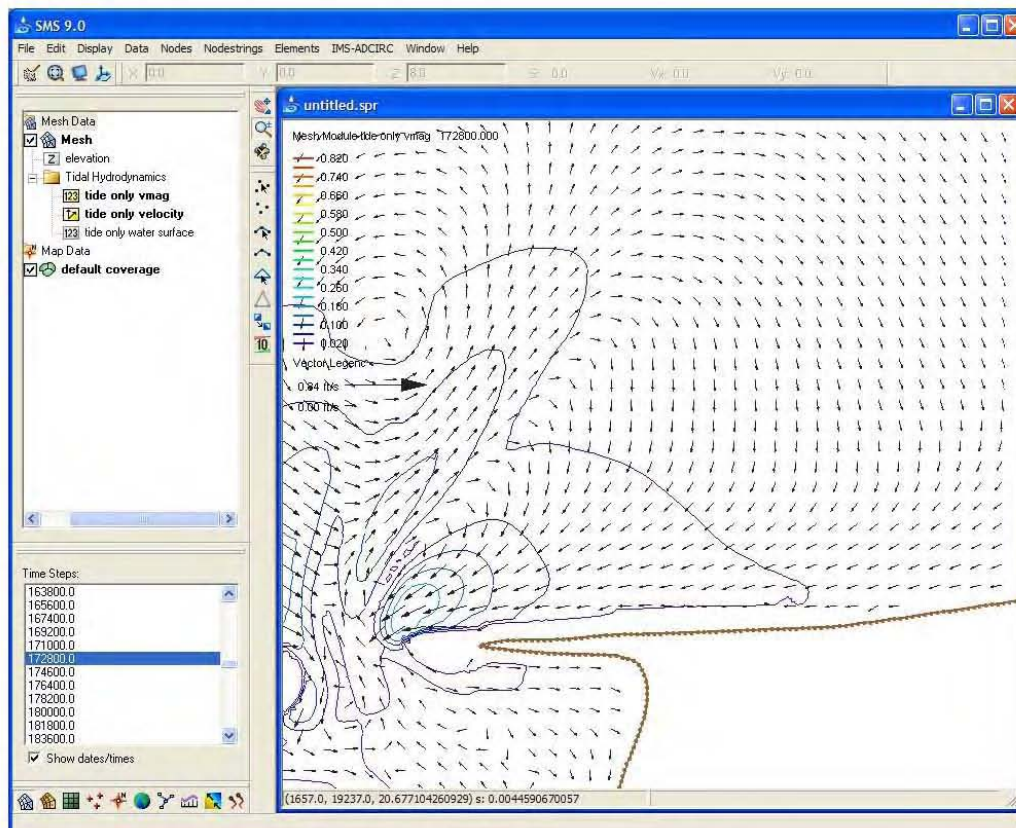 SMS 9.0
File Edit Display Data Nodes Nodestrings Elements IMS-ADCIRC Window Help
X 0.0 Y 0.0 Z 8.0 S: 0.0 Vx: 0.0 Vy: 0.0
Mesh Data
Mesh
Z elevation
Tidal Hydrodynamics
123 tide only vmag
tide only velocity
123 tide only water surface
Map Data
default coverage
Time Steps:
163800.0
165600.0
167400.0
169200.0
171000.0
172800.0
174600.0
176400.0
178200.0
180000.0
181800.0
183600.0
Show dates/times
10
untitled.spr
Mesh Module tide only vmag 172800.000
0.820
0.740
0.660
0.580
0.500
0.420
0.340
0.260
0.180
0.100
0.020
Vector Legend
0.84 ft/s
0.00 ft/s
(1657.0, 19237.0, 20.677104260929) s: 0.0044590670057